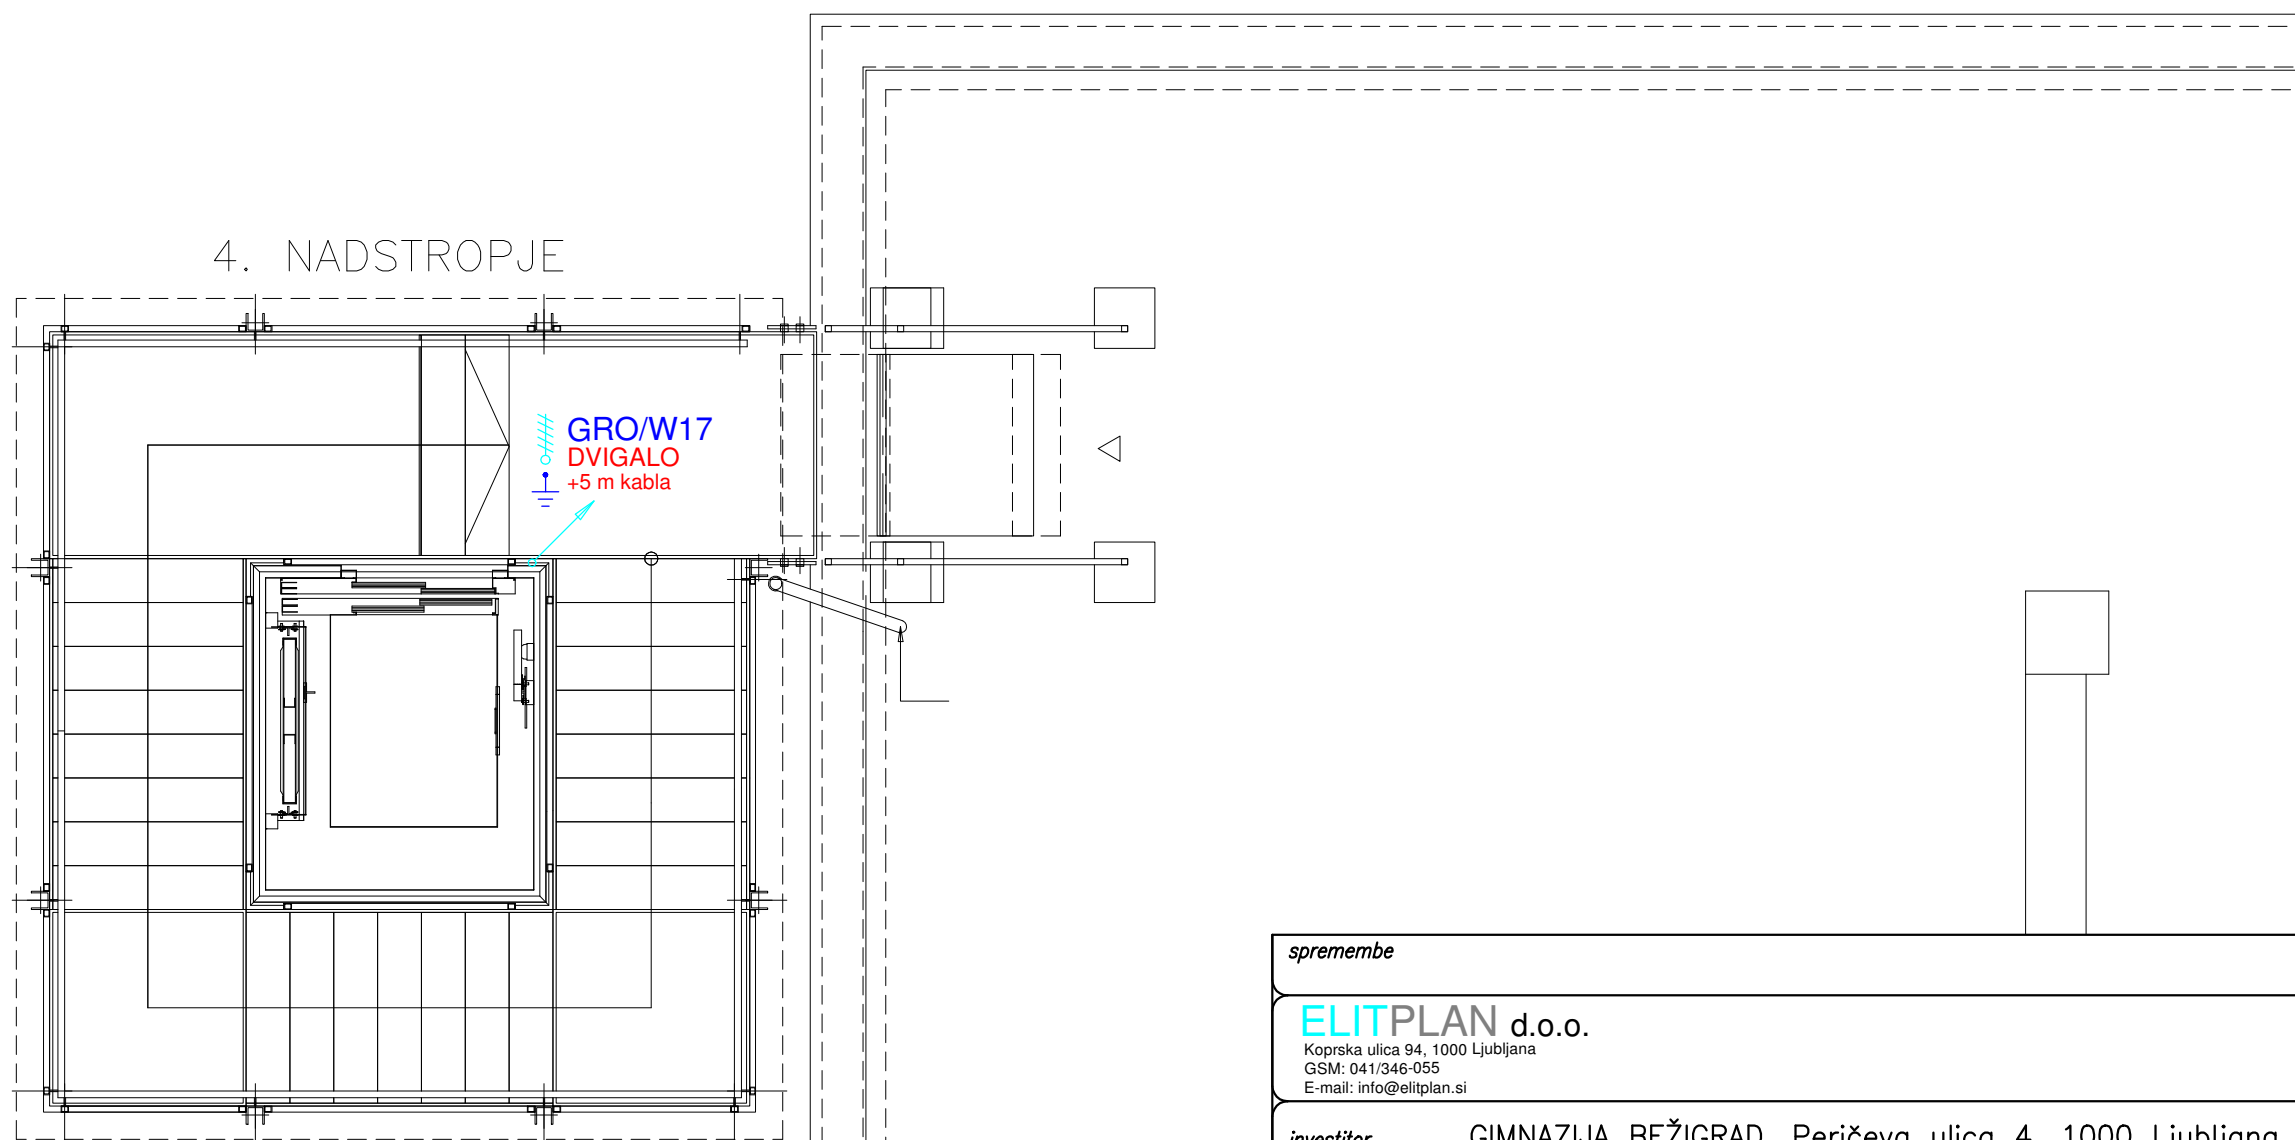 4. NADSTROPJE
GRO/W17
DVIGALO
+5 m kabla
spremembe
ELITPLAN d.o.o.
Koprska ulica 94, 1000 Ljubljana
GSM: 041/346-055
E-mail: info@elitplan.si
investitor GIMNAZIJA BEŽIGRAD, Peričeva ulica 4, 1000 Ljubljana